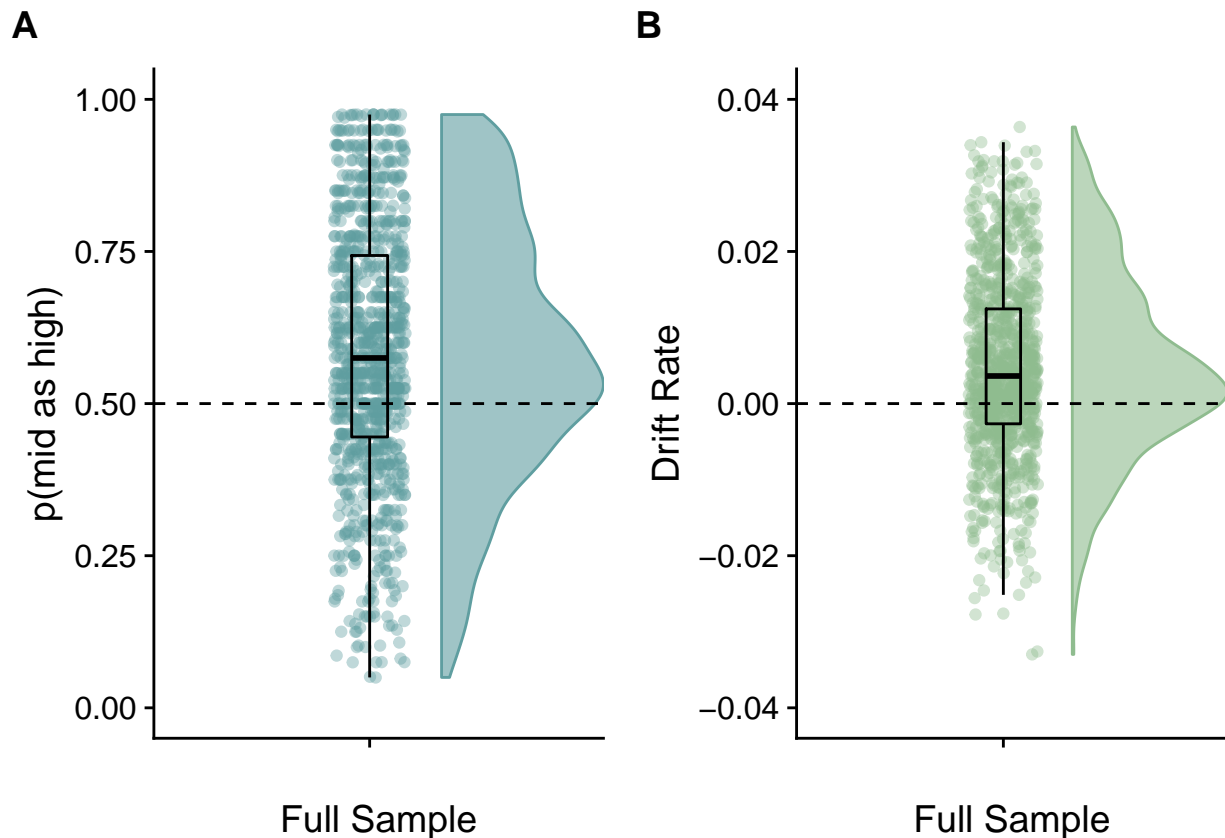 A
p(mid as high)
1.00
0.75
0.50
0.25
0.00
Full Sample
B
Drift Rate
0.04
0.02
0.00
−0.02
−0.04
Full Sample